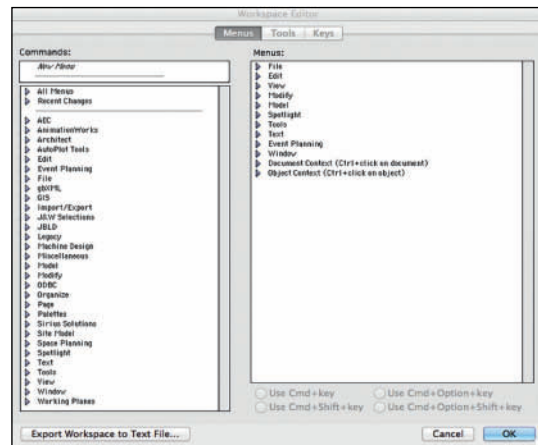 Workspace Editor
Menus Tools Keys
Commands:
New Menu
All Menus
Recent Changes
AEC
AnimationWorks
Architect
AutoPlot Tools
Edit
Event Planning
File
gbXML
GIS
Import/Export
J&W Selections
JBLD
Legacy
Machine Design
Miscellaneous
Model
Modify
ODBC
Organize
Page
Palettes
Sirius Solutions
Site Model
Space Planning
Spotlight
Text
Tools
View
Window
Working Planes
Menus:
File
Edit
View
Modify
Model
Spotlight
Tools
Text
Event Planning
Window
Document Context (Ctrl+click on document)
Object Context (Ctrl+click on object)
Use Cmd+key Use Cmd+Option+key
Use Cmd+Shift+key Use Cmd+Option+Shift+key
Export Workspace to Text File... Cancel OK